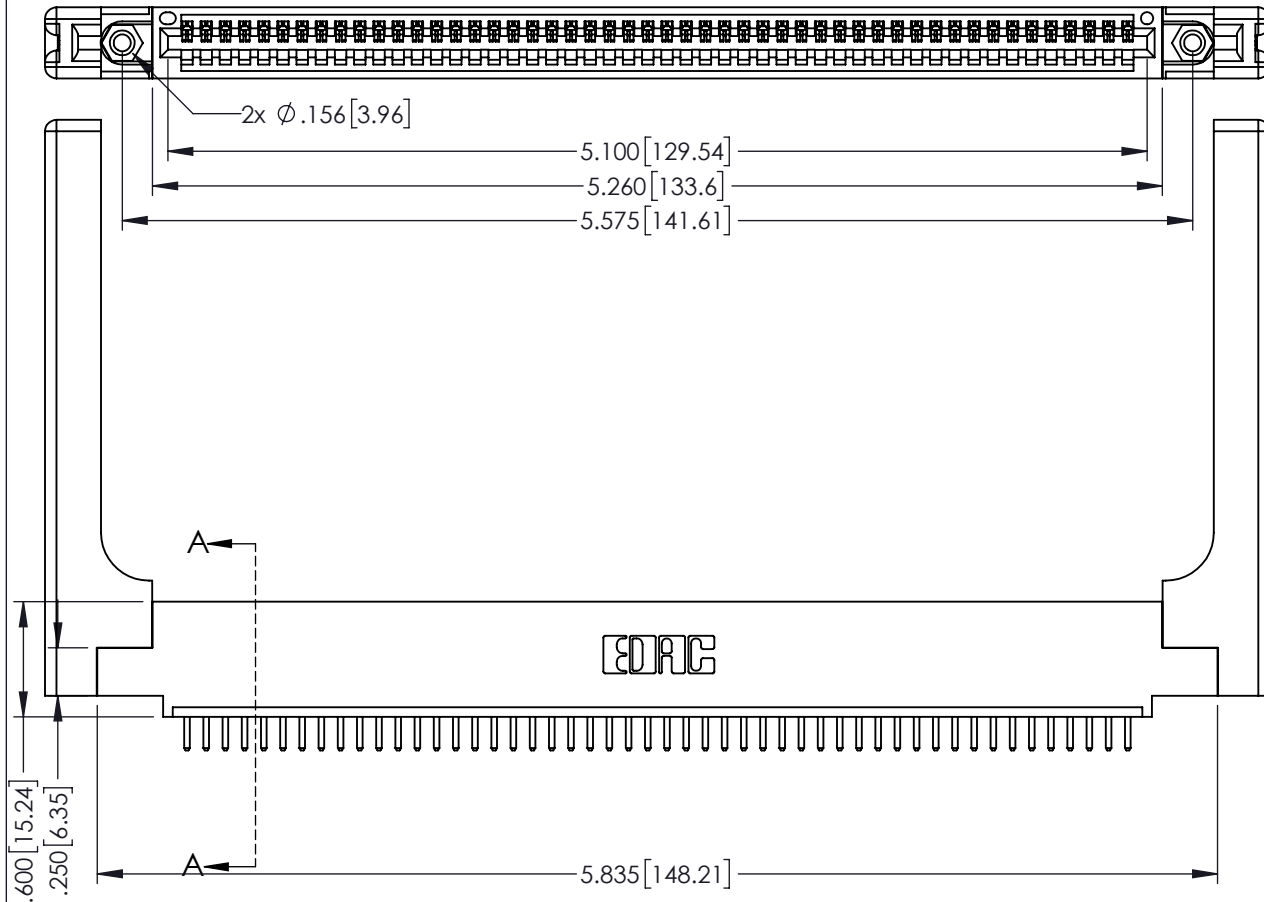 2x Ø .156[3.96]
5.100[129.54]
5.260[133.6]
5.575[141.61]
A
EDAC
.600[15.24]
.250[6.35]
A
5.835[148.21]